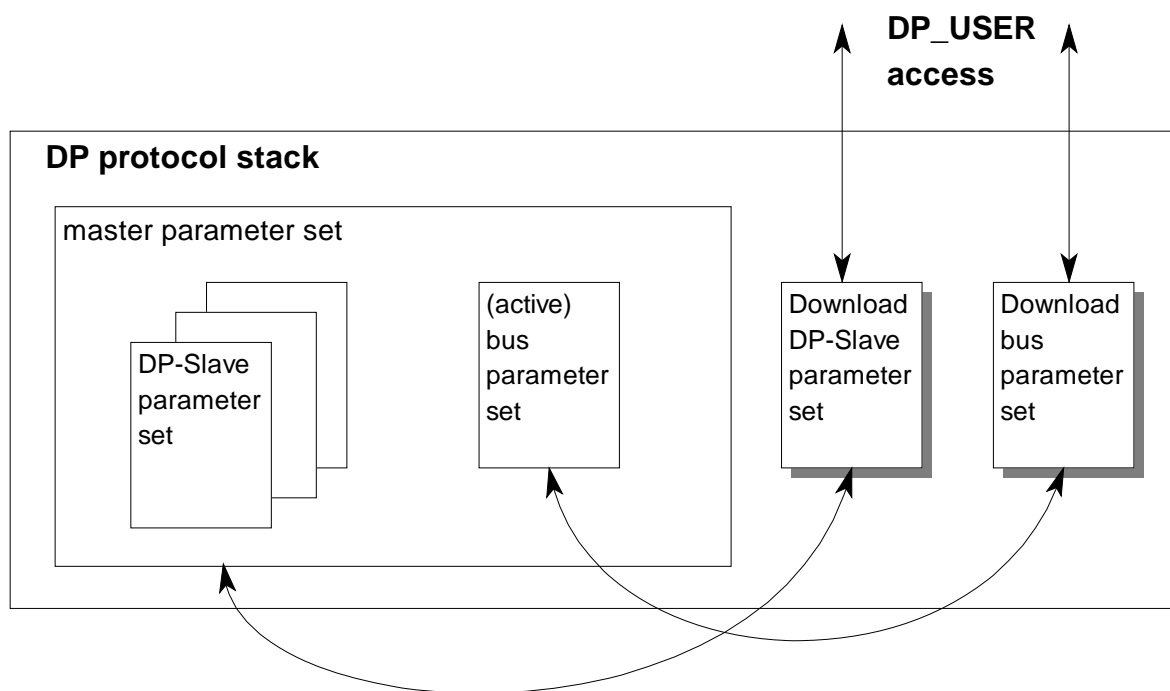 DP_USER
access
DP protocol stack
master parameter set
DP-Slave
parameter
set
(active)
bus
parameter
set
Download
DP-Slave
parameter
set
Download
bus
parameter
set